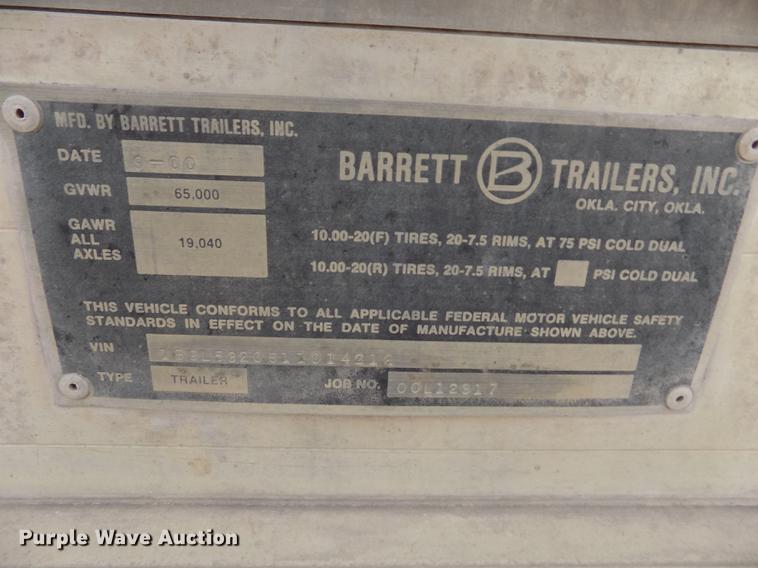 MFD. BY BARRETT TRAILERS, INC.
DATE 9-00
GVWR 65,000
GAWR ALL AXLES 19,040
BARRETT B TRAILERS, INC.
OKLA. CITY, OKLA.
10.00-20(F) TIRES, 20-7.5 RIMS, AT 75 PSI COLD DUAL
10.00-20(R) TIRES, 20-7.5 RIMS, AT PSI COLD DUAL
THIS VEHICLE CONFORMS TO ALL APPLICABLE FEDERAL MOTOR VEHICLE SAFETY
STANDARDS IN EFFECT ON THE DATE OF MANUFACTURE SHOWN ABOVE.
VIN
TYPE TRAILER JOB NO. 00L12917
Purple Wave Auction